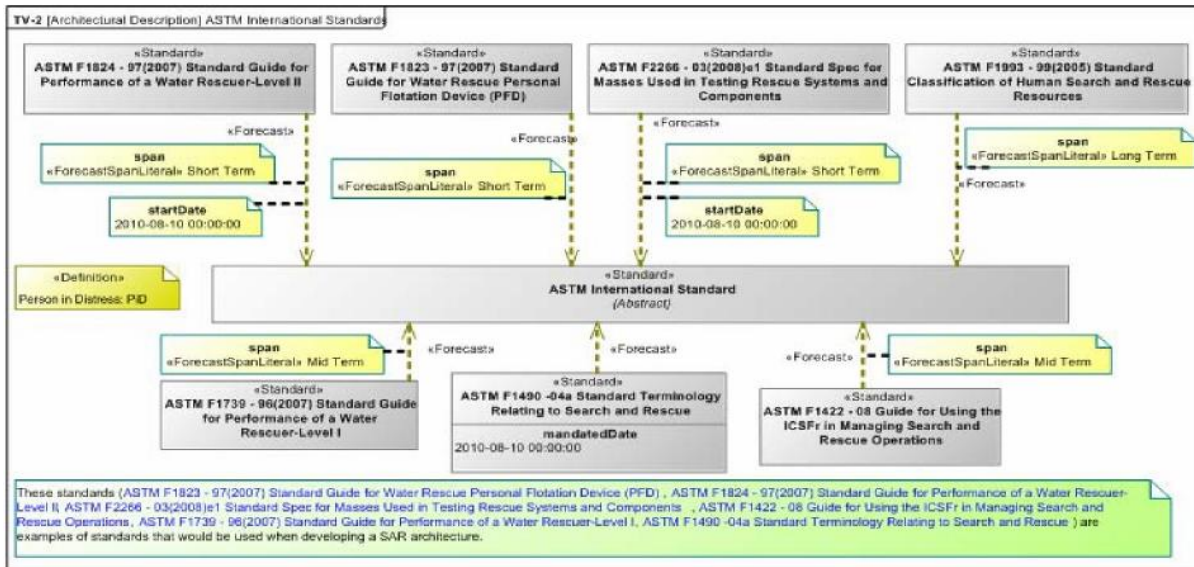 TV-2 [Architectural Description] ASTM International Standards
«Standard»
ASTM F1824 - 97(2007) Standard Guide for
Performance of a Water Rescuer-Level II
«Standard»
ASTM F1823 - 97(2007) Standard
Guide for Water Rescue Personal
Flotation Device (PFD)
«Standard»
ASTM F2266 - 03(2008)e1 Standard Spec for
Masses Used in Testing Rescue Systems and
Components
«Standard»
ASTM F1993 - 99(2005) Standard
Classification of Human Search and Rescue
Resources
«Forecast»
«Forecast»
«Forecast»
span
«ForecastSpanLiteral» Short Term
span
«ForecastSpanLiteral» Short Term
span
«ForecastSpanLiteral» Short Term
span
«ForecastSpanLiteral» Long Term
«Forecast»
startDate
2010-08-10 00:00:00
startDate
2010-08-10 00:00:00
«Definition»
Person in Distress: PiD
«Standard»
ASTM International Standard
(Abstract)
span
«ForecastSpanLiteral» Mid Term
«Forecast»
«Forecast»
«Forecast»
span
«ForecastSpanLiteral» Mid Term
«Standard»
ASTM F1739 - 96(2007) Standard Guide
for Performance of a Water
Rescuer-Level I
«Standard»
ASTM F1490 -04a Standard Terminology
Relating to Search and Rescue
mandatedDate
2010-08-10 00:00:00
«Standard»
ASTM F1422 - 08 Guide for Using the
ICSFr in Managing Search and
Rescue Operations
These standards (ASTM F1823 - 97(2007) Standard Guide for Water Rescue Personal Flotation Device (PFD) , ASTM F1824 - 97(2007) Standard Guide for Performance of a Water Rescuer-
Level II, ASTM F2266 - 03(2008)e1 Standard Spec for Masses Used in Testing Rescue Systems and Components , ASTM F1422 - 08 Guide for Using the ICSFr in Managing Search and
Rescue Operations, ASTM F1739 - 96(2007) Standard Guide for Performance of a Water Rescuer-Level I, ASTM F1490 -04a Standard Terminology Relating to Search and Rescue ) are
examples of standards that would be used when developing a SAR architecture.